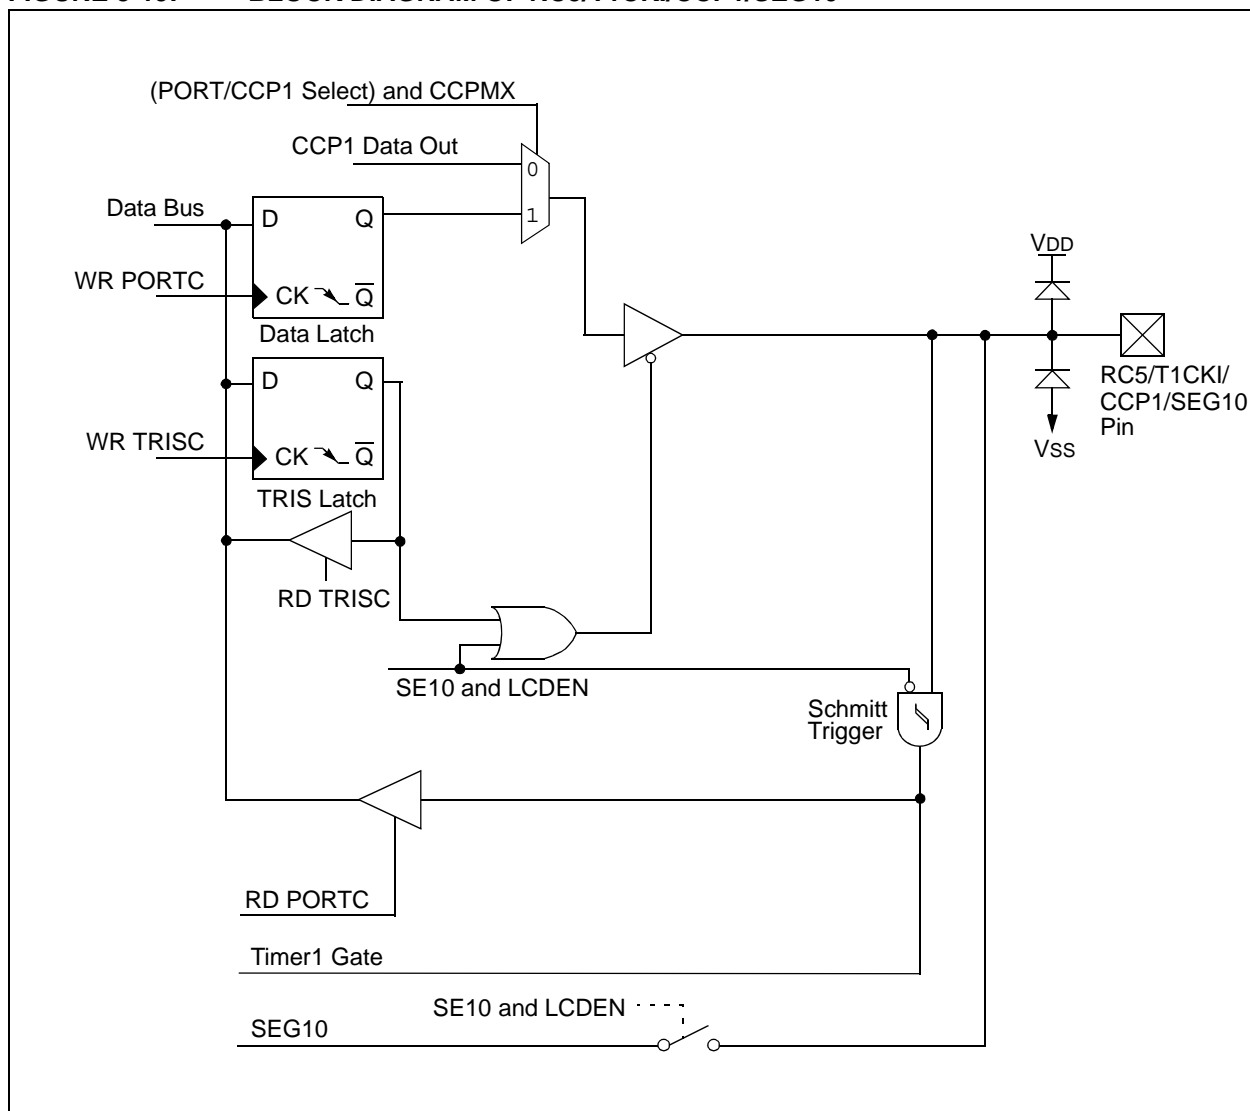 (PORT/CCP1 Select) and CCPMX
CCP1 Data Out
0
Data Bus
D
Q
1
VDD
WR PORTC
CK
Q
Data Latch
D
Q
RC5/T1CKI/
CCP1/SEG10
Pin
WR TRISC
CK
Q
VSS
TRIS Latch
RD TRISC
SE10 and LCDEN
Schmitt
Trigger
RD PORTC
Timer1 Gate
SE10 and LCDEN
SEG10